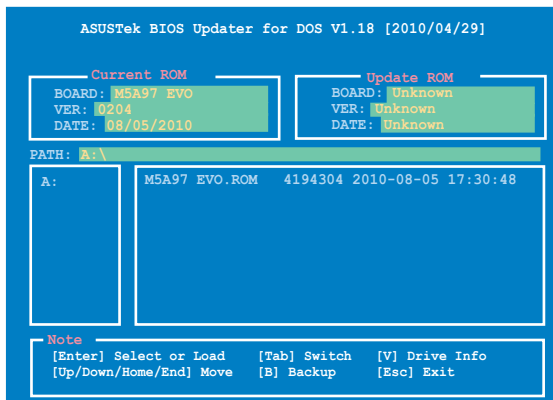 ASUSTek BIOS Updater for DOS V1.18 [2010/04/29]
Current ROM
BOARD: M5A97 EVO
VER: 0204
DATE: 08/05/2010
Update ROM
BOARD: Unknown
VER: Unknown
DATE: Unknown
PATH: A:\
A:
M5A97 EVO.ROM 4194304 2010-08-05 17:30:48
Note
[Enter] Select or Load [Tab] Switch [V] Drive Info
[Up/Down/Home/End] Move [B] Backup [Esc] Exit